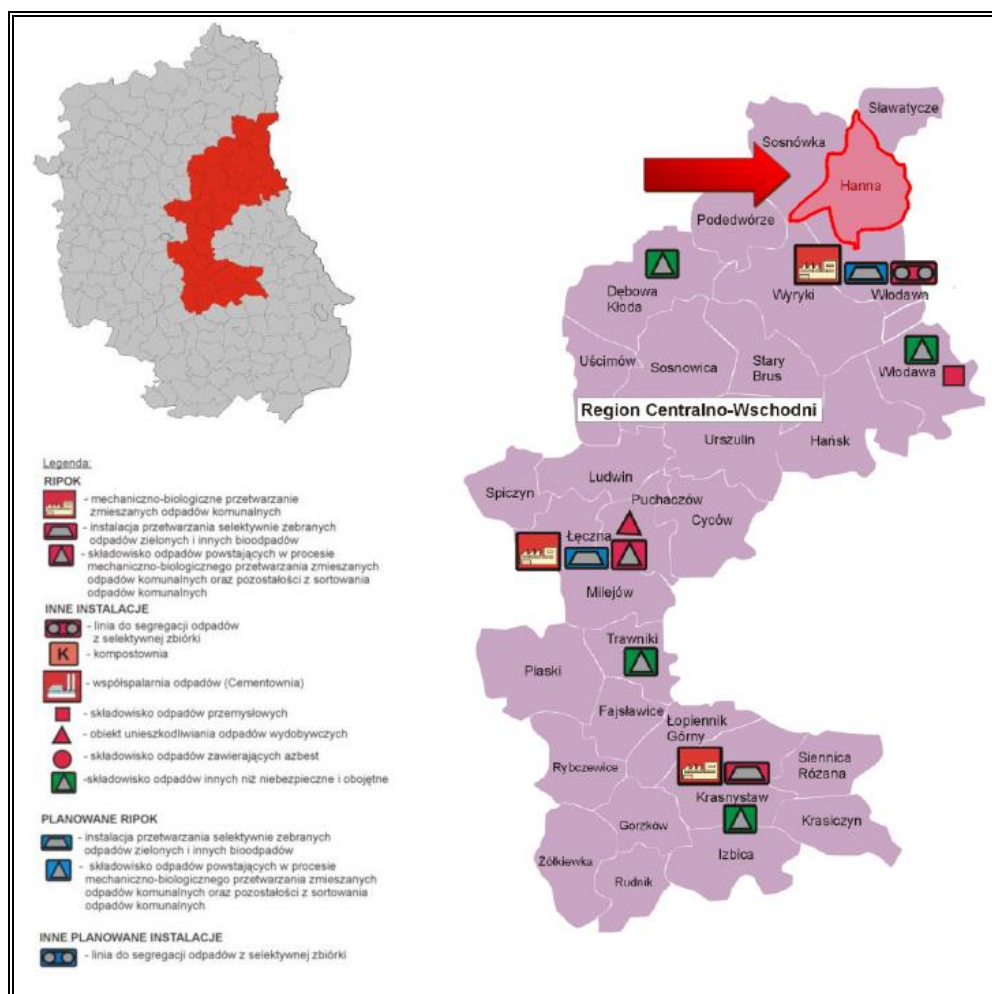 Sławatycze
Sosnówka
Hanna
Podedwórze
Dębowa
Kłoda
Wyryki
Włodawa
Uścimów
Sosnowica
Stary
Brus
Włodawa
Region Centralno-Wschodni
Urszulin
Hańsk
Legenda:
RIPOK
- mechaniczno-biologiczne przetwarzanie
zmieszanych odpadów komunalnych
- instalacja przetwarzania selektywnie zebranych
odpadów zielonych i innych bioodpadów
- składowisko odpadów powstających w procesie
mechaniczno-biologicznego przetwarzania zmieszanych
odpadów komunalnych oraz pozostałości z sortowania
odpadów komunalnych
INNE INSTALACJE
- linia do segregacji odpadów
z selektywnej zbiórki
K
- kompostownia
- współspalarnia odpadów (Cementownia)
- składowisko odpadów przemysłowych
- obiekt unieszkodliwiania odpadów wydobywczych
- składowisko odpadów zawierających azbest
-składowisko odpadów innych niż niebezpieczne i obojętne
PLANOWANE RIPOK
- instalacja przetwarzania selektywnie zebranych
odpadów zielonych i innych bioodpadów
- składowisko odpadów powstających w procesie
mechaniczno-biologicznego przetwarzania zmieszanych
odpadów komunalnych oraz pozostałości z sortowania
odpadów komunalnych
INNE PLANOWANE INSTALACJE
- linia do segregacji odpadów z selektywnej zbiórki
Ludwin
Spiczyn
Puchaczów
Cyców
Łęczna
Milejów
Trawniki
Piaski
Fajsławice
Łopiennik
Górny
Rybczewice
Siennica
Różana
Krasnystaw
Gorzków
Krasiczyn
Żółkiewka
Izbica
Rudnik